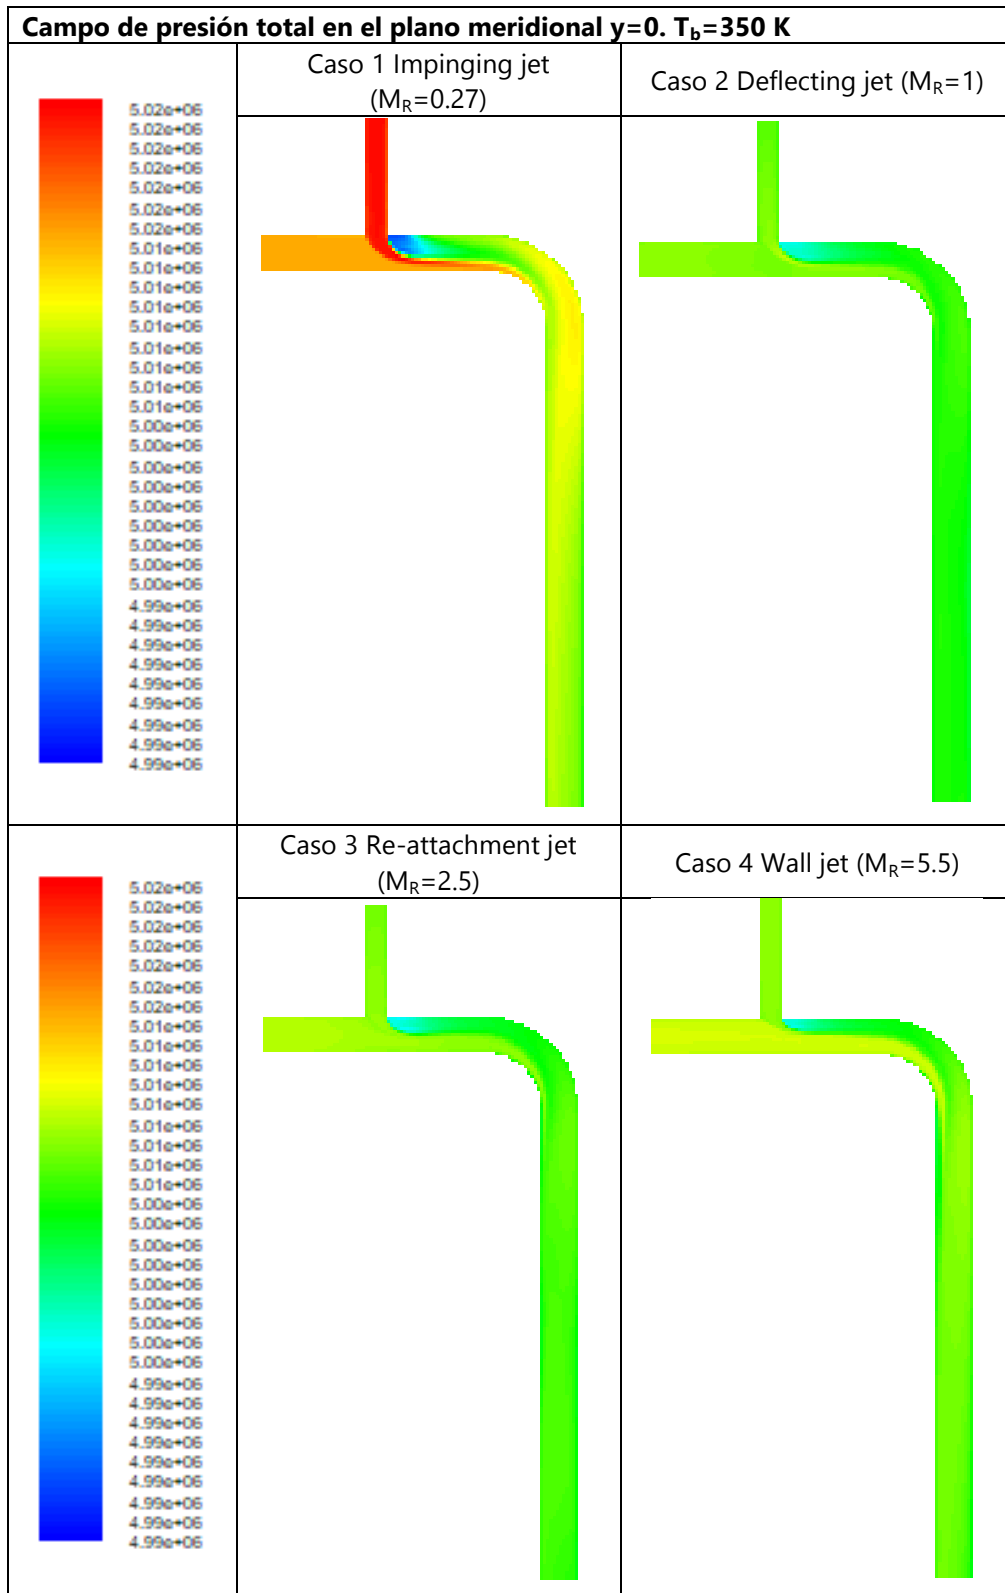 Campo de presión total en el plano meridional y=0. Tb=350 K
Caso 1 Impinging jet
(MR=0.27)
Caso 2 Deflecting jet (MR=1)
5.02e+06
5.02e+06
5.02e+06
5.02e+06
5.02e+06
5.02e+06
5.02e+06
5.01e+06
5.01e+06
5.01e+06
5.01e+06
5.01e+06
5.01e+06
5.01e+06
5.01e+06
5.01e+06
5.00e+06
5.00e+06
5.00e+06
5.00e+06
5.00e+06
5.00e+06
5.00e+06
5.00e+06
5.00e+06
4.99e+06
4.99e+06
4.99e+06
4.99e+06
4.99e+06
4.99e+06
4.99e+06
4.99e+06
4.99e+06
Caso 3 Re-attachment jet
(MR=2.5)
Caso 4 Wall jet (MR=5.5)
5.02e+06
5.02e+06
5.02e+06
5.02e+06
5.02e+06
5.02e+06
5.02e+06
5.01e+06
5.01e+06
5.01e+06
5.01e+06
5.01e+06
5.01e+06
5.01e+06
5.01e+06
5.01e+06
5.00e+06
5.00e+06
5.00e+06
5.00e+06
5.00e+06
5.00e+06
5.00e+06
5.00e+06
5.00e+06
4.99e+06
4.99e+06
4.99e+06
4.99e+06
4.99e+06
4.99e+06
4.99e+06
4.99e+06
4.99e+06